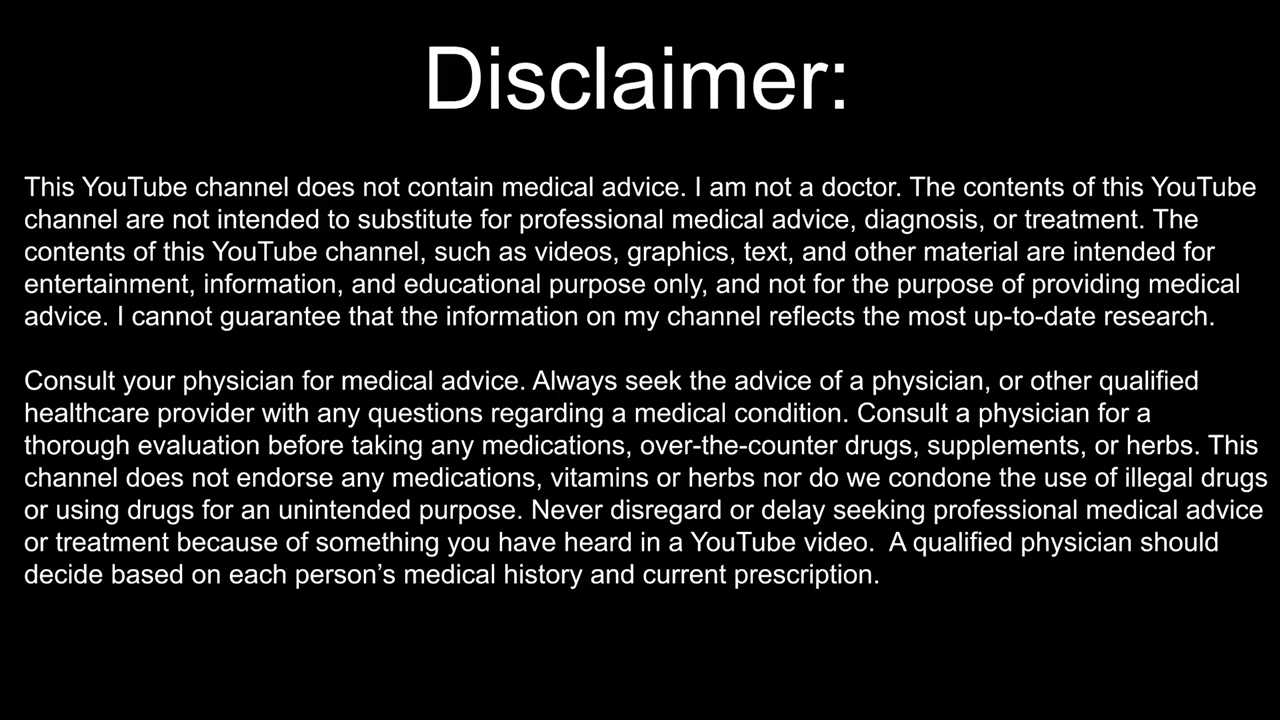 Disclaimer:
This YouTube channel does not contain medical advice. I am not a doctor. The contents of this YouTube
channel are not intended to substitute for professional medical advice, diagnosis, or treatment. The
contents of this YouTube channel, such as videos, graphics, text, and other material are intended for
entertainment, information, and educational purpose only, and not for the purpose of providing medical
advice. I cannot guarantee that the information on my channel reflects the most up-to-date research.
Consult your physician for medical advice. Always seek the advice of a physician, or other qualified
healthcare provider with any questions regarding a medical condition. Consult a physician for a
thorough evaluation before taking any medications, over-the-counter drugs, supplements, or herbs. This
channel does not endorse any medications, vitamins or herbs nor do we condone the use of illegal drugs
or using drugs for an unintended purpose. Never disregard or delay seeking professional medical advice
or treatment because of something you have heard in a YouTube video.  A qualified physician should
decide based on each person’s medical history and current prescription.